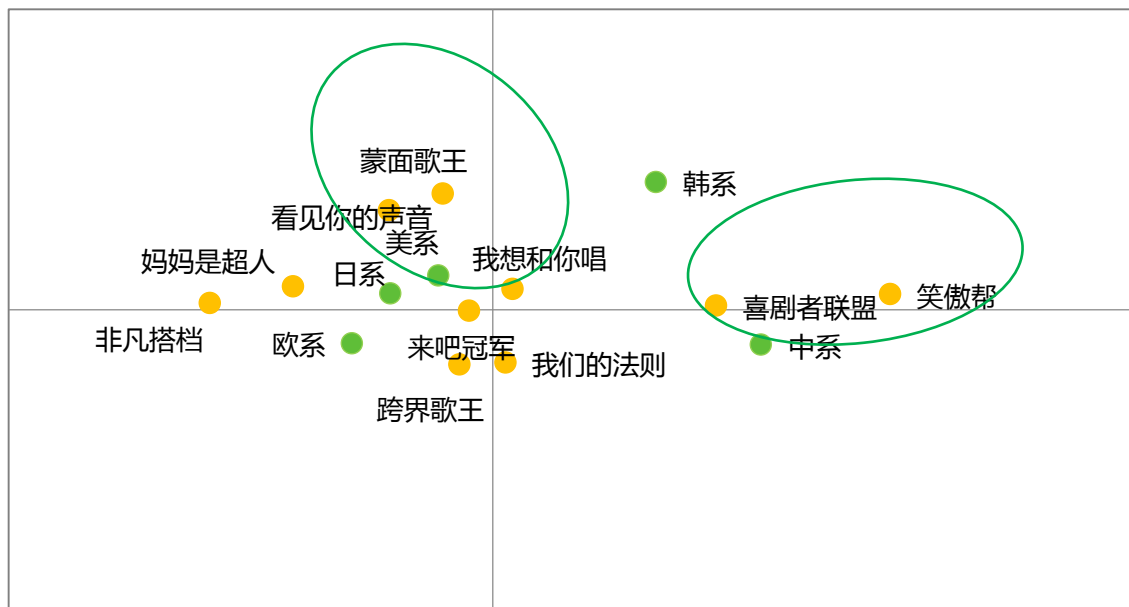 蒙面歌王
韩系
看见你的声音
美系
我想和你唱
妈妈是超人
日系
笑傲帮
喜剧者联盟
非凡搭档
欧系
来吧冠军
中系
我们的法则
跨界歌王